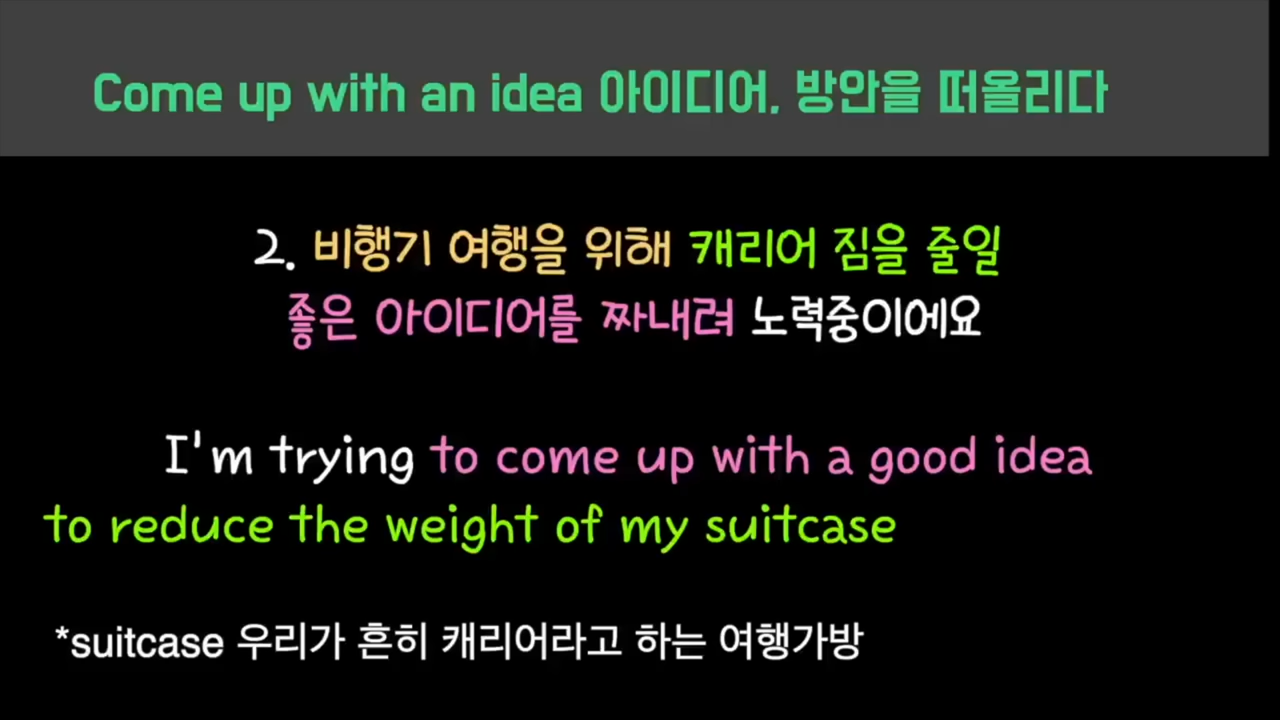 Come up with an idea 아이디어, 방안을 떠올리다
2. 비행기 여행을 위해 캐리어 짐을 줄일
좋은 아이디어를 짜내려 노력중이에요
I'm trying to come up with a good idea
to reduce the weight of my suitcase
*suitcase 우리가 흔히 캐리어라고 하는 여행가방